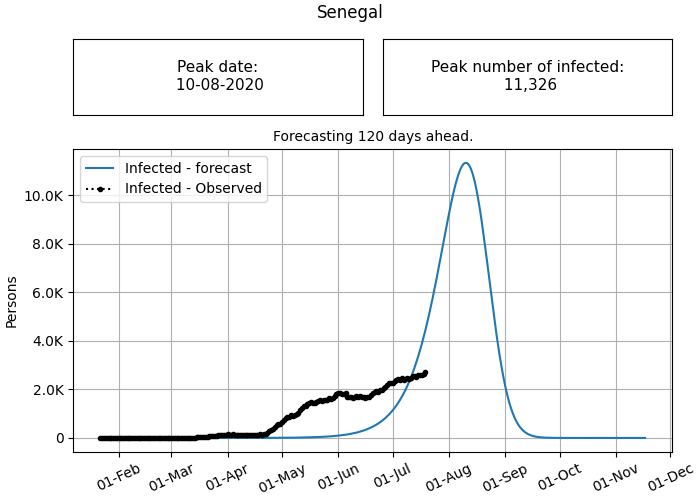 Senegal
Peak date:
10-08-2020
Peak number of infected:
11,326
Forecasting 120 days ahead.
Infected - forecast
Infected - Observed
10.0K
8.0K
6.0K
4.0K
2.0K
0
Persons
01-Feb
01-Mar
01-Apr
01-May
01-Jun
01-Jul
01-Aug
01-Sep
01-Oct
01-Nov
01-Dec